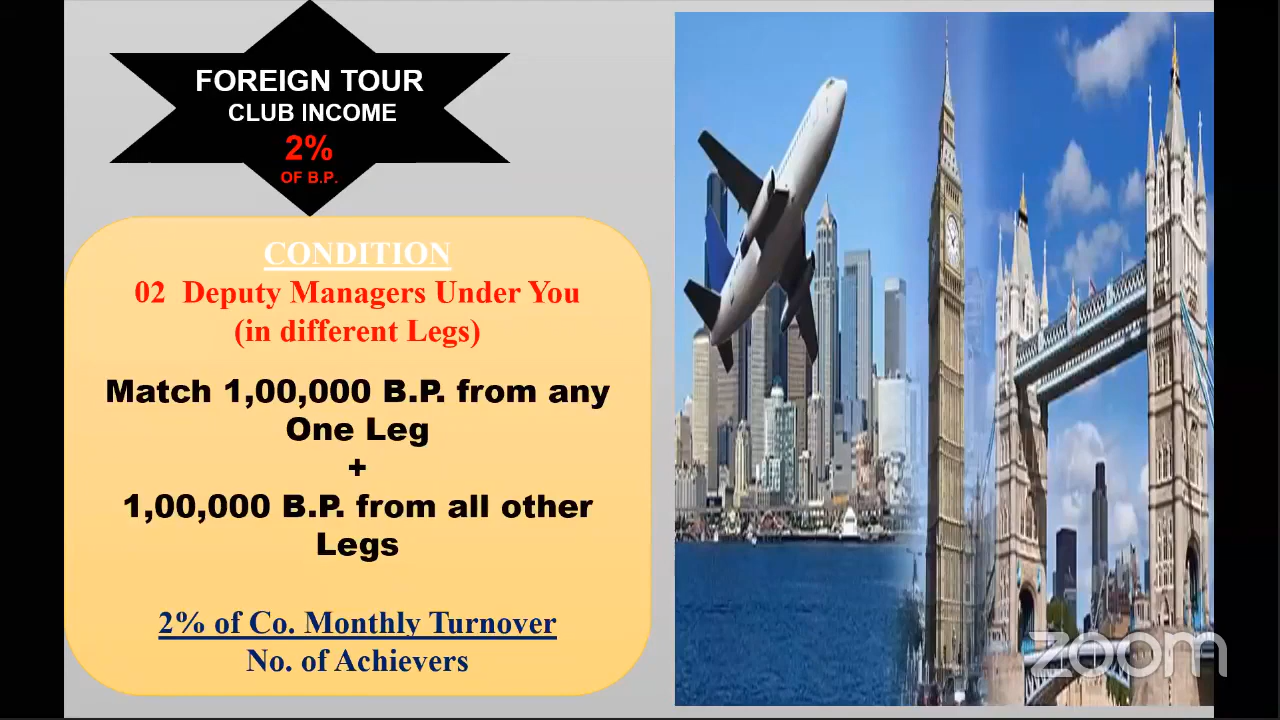 FOREIGN TOUR
CLUB INCOME
2%
OF B.P.
CONDITION
02 Deputy Managers Under You
(in different Legs)
Match 1,00,000 B.P. from any
One Leg
+
1,00,000 B.P. from all other
Legs
2% of Co. Monthly Turnover
No. of Achievers
zoom